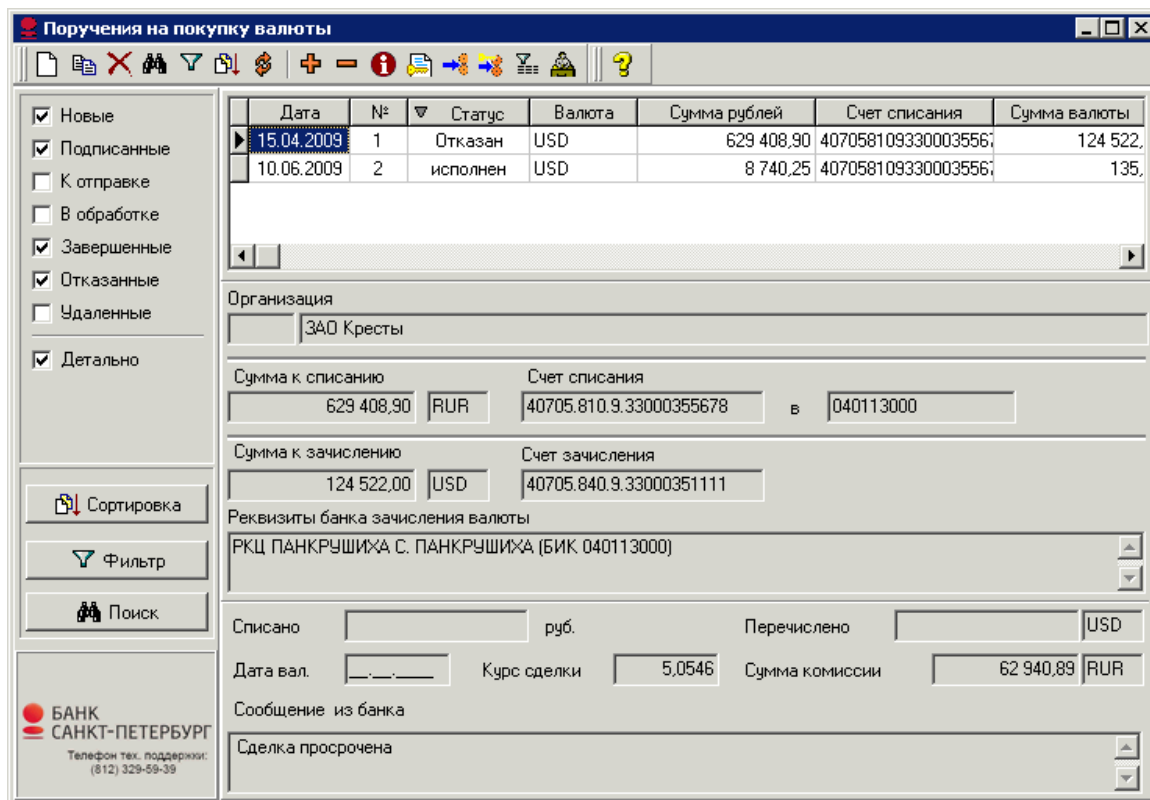 Поручения на покупку валюты
Новые
Подписанные
К отправке
В обработке
Завершенные
Отказанные
Удаленные
Детально
Сортировка
Фильтр
Поиск
БАНК
САНКТ-ПЕТЕРБУРГ
Телефон тех. поддержки:
(812) 329-59-39
Дата № Статус Валюта Сумма рублей Счет списания Сумма валюты
15.04.2009 1 Отказан USD 629 408,90 4070581093300035567 124 522,
10.06.2009 2 исполнен USD 8 740,25 4070581093300035567 135,
Организация
ЗАО Кресты
Сумма к списанию Счет списания
629 408,90 RUR 40705.810.9.33000355678 в 040113000
Сумма к зачислению Счет зачисления
124 522,00 USD 40705.840.9.33000351111
Реквизиты банка зачисления валюты
РКЦ ПАНКРУШИХА С. ПАНКРУШИХА (БИК 040113000)
Списано руб. Перечислено USD
Дата вал. __.__.____ Курс сделки 5,0546 Сумма комиссии 62 940,89 RUR
Сообщение из банка
Сделка просрочена